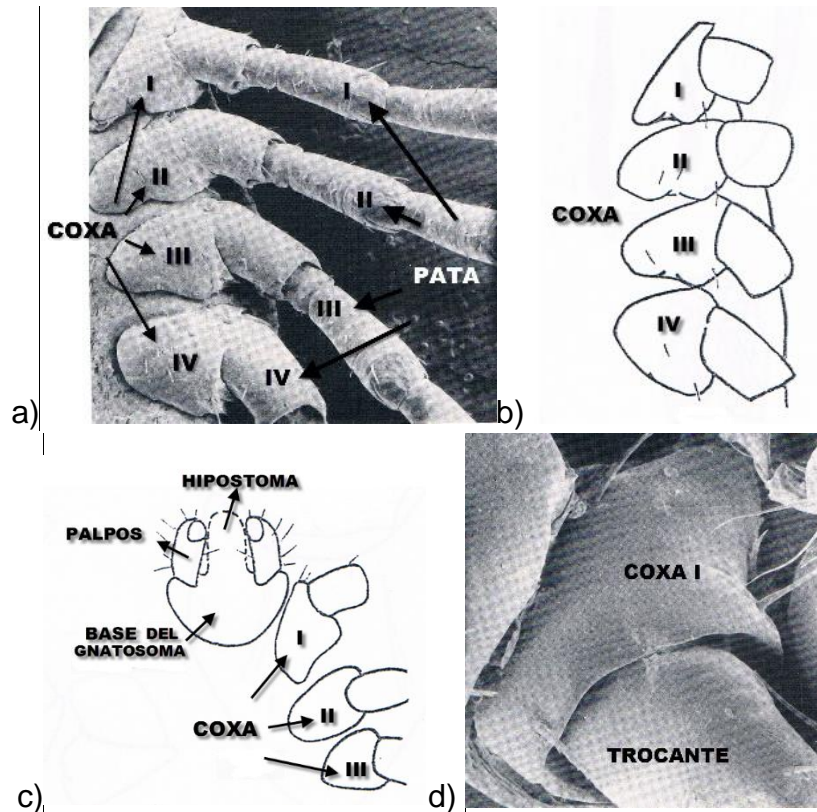 I
I
II
II
COXA
III
PATA
III
IV
IV
a)
I
II
COXA
III
IV
b)
HIPOSTOMA
PALPOS
BASE DEL
GNATOSOMA
I
COXA
II
III
c)
COXA I
TROCANTE
d)